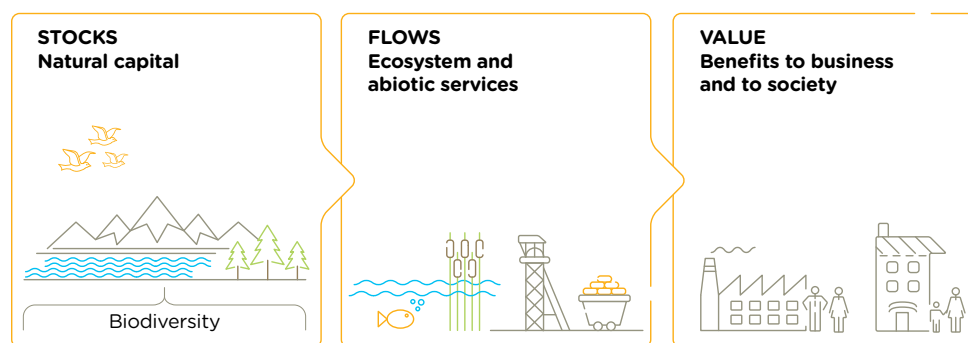 STOCKS
Natural capital
Biodiversity
FLOWS
Ecosystem and
abiotic services
VALUE
Benefits to business
and to society